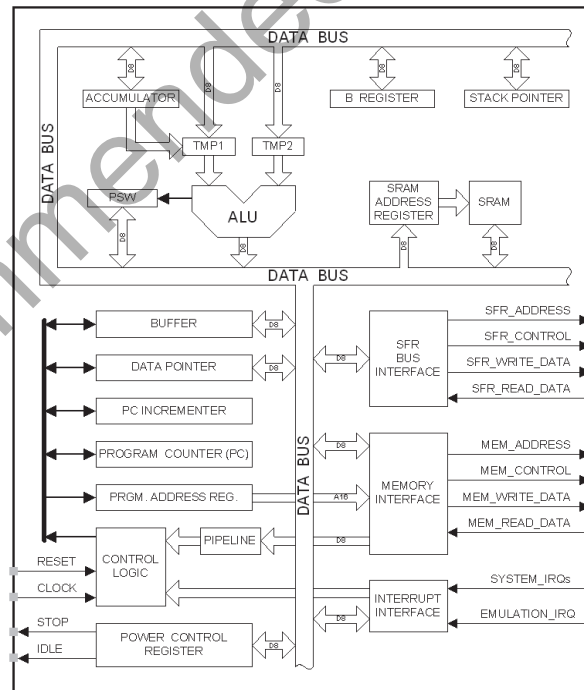 DATA BUS
D8
D8
D8
D8
D8
ACCUMULATOR
B REGISTER
STACK POINTER
DATA BUS
TMP1
TMP2
PSW
ALU
SRAM
ADDRESS
REGISTER
SRAM
D8
D8
D8
D8
DATA BUS
BUFFER
D8
DATA POINTER
D8
PC INCREMENTER
PROGRAM COUNTER (PC)
PRGM. ADDRESS REG.
A16
DATA BUS
D8
SFR
BUS
INTERFACE
SFR_ADDRESS
SFR_CONTROL
SFR_WRITE_DATA
SFR_READ_DATA
D8
MEMORY
INTERFACE
MEM_ADDRESS
MEM_CONTROL
MEM_WRITE_DATA
MEM_READ_DATA
RESET
CLOCK
CONTROL
LOGIC
PIPELINE
D8
INTERRUPT
INTERFACE
SYSTEM_IRQs
EMULATION_IRQ
D8
STOP
IDLE
POWER CONTROL
REGISTER
D8